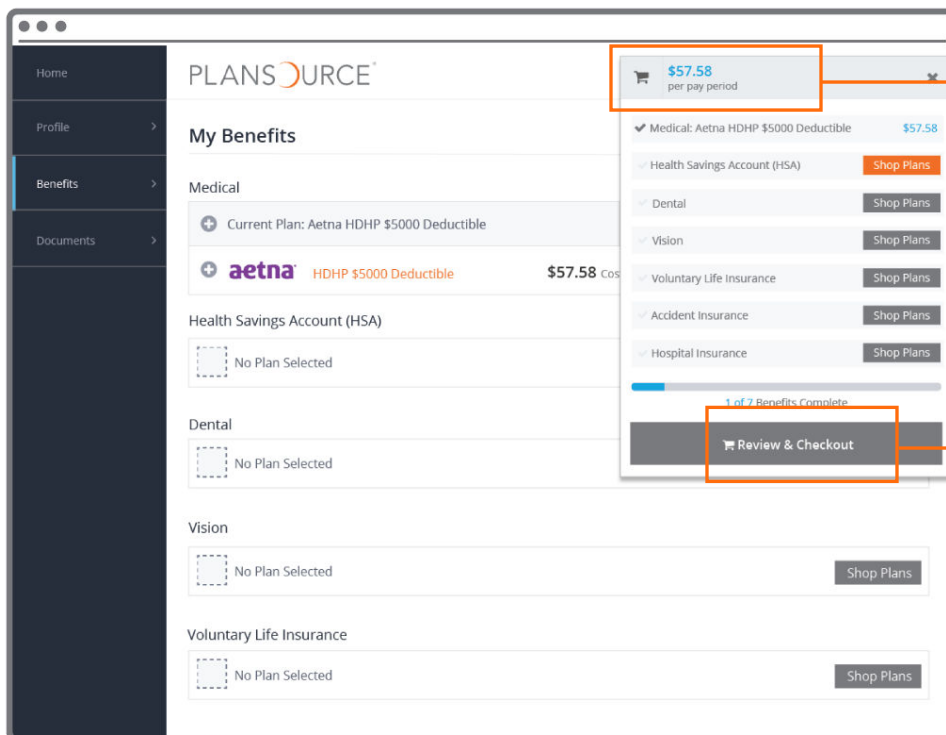 Home
Profile
Benefits
Documents
PLANSOURCE®
My Benefits
Medical
Current Plan: Aetna HDHP $5000 Deductible
aetna HDHP $5000 Deductible $57.58
Health Savings Account (HSA)
No Plan Selected
Dental
No Plan Selected
Vision
No Plan Selected Shop Plans
Voluntary Life Insurance
No Plan Selected Shop Plans
$57.58
per pay period
Medical: Aetna HDHP $5000 Deductible $57.58
Health Savings Account (HSA) Shop Plans
Dental Shop Plans
Vision Shop Plans
Voluntary Life Insurance Shop Plans
Accident Insurance Shop Plans
Hospital Insurance Shop Plans
1 of 7 Benefits Complete
Review & Checkout